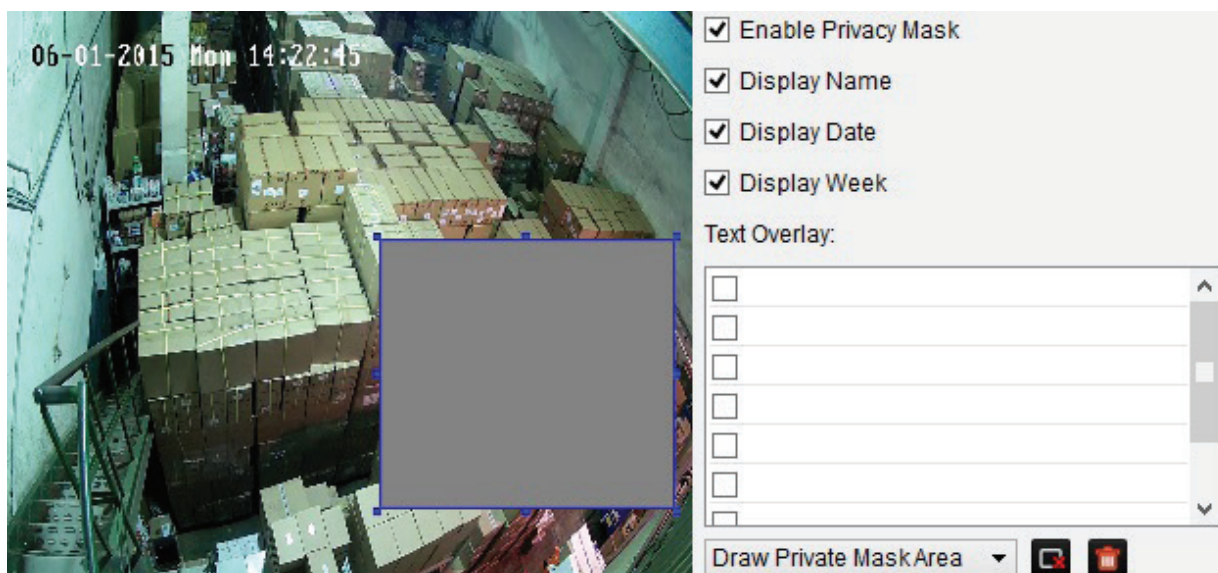 06-01-2015 Mon 14:22:45
Enable Privacy Mask
Display Name
Display Date
Display Week
Text Overlay:
Draw Private Mask Area